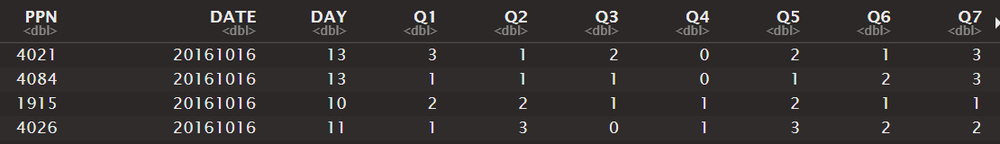 PPN DATE DAY Q1 Q2 Q3 Q4 Q5 Q6 Q7
<dbl> <dbl> <dbl> <dbl> <dbl> <dbl> <dbl> <dbl> <dbl> <dbl>
4021 20161016 13 3 1 2 0 2 1 3
4084 20161016 13 1 1 1 0 1 2 3
1915 20161016 10 2 2 1 1 2 1 1
4026 20161016 11 1 3 0 1 3 2 2